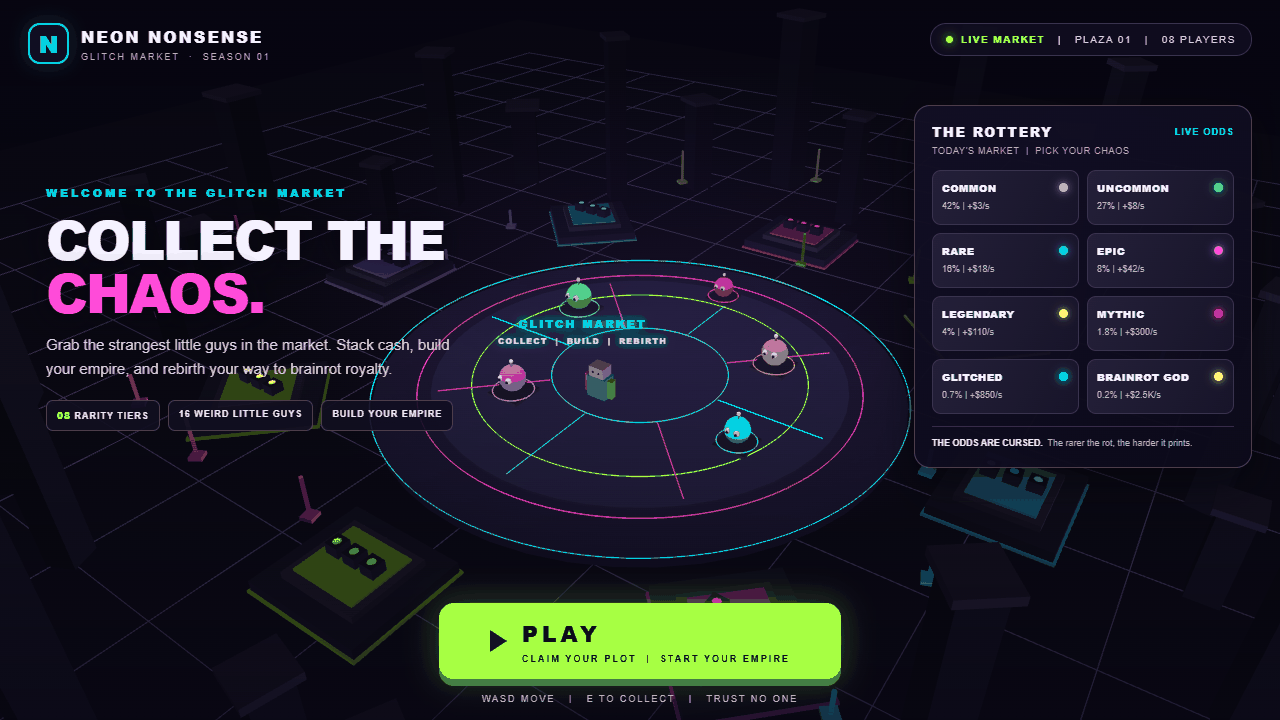 N
NEON NONSENSE
GLITCH MARKET · SEASON 01
LIVE MARKET | PLAZA 01 | 08 PLAYERS
WELCOME TO THE GLITCH MARKET
COLLECT THE
CHAOS.
Grab the strangest little guys in the market. Stack cash, build
your empire, and rebirth your way to brainrot royalty.
08 RARITY TIERS
16 WEIRD LITTLE GUYS
BUILD YOUR EMPIRE
GLITCH MARKET
COLLECT | BUILD | REBIRTH
THE ROTTERY
LIVE ODDS
TODAY'S MARKET | PICK YOUR CHAOS
COMMON
42% | +$3/s
UNCOMMON
27% | +$8/s
RARE
16% | +$18/s
EPIC
8% | +$42/s
LEGENDARY
4% | +$110/s
MYTHIC
1.8% | +$300/s
GLITCHED
0.7% | +$850/s
BRAINROT GOD
0.2% | +$2.5K/s
THE ODDS ARE CURSED. The rarer the rot, the harder it prints.
PLAY
CLAIM YOUR PLOT | START YOUR EMPIRE
WASD MOVE | E TO COLLECT | TRUST NO ONE